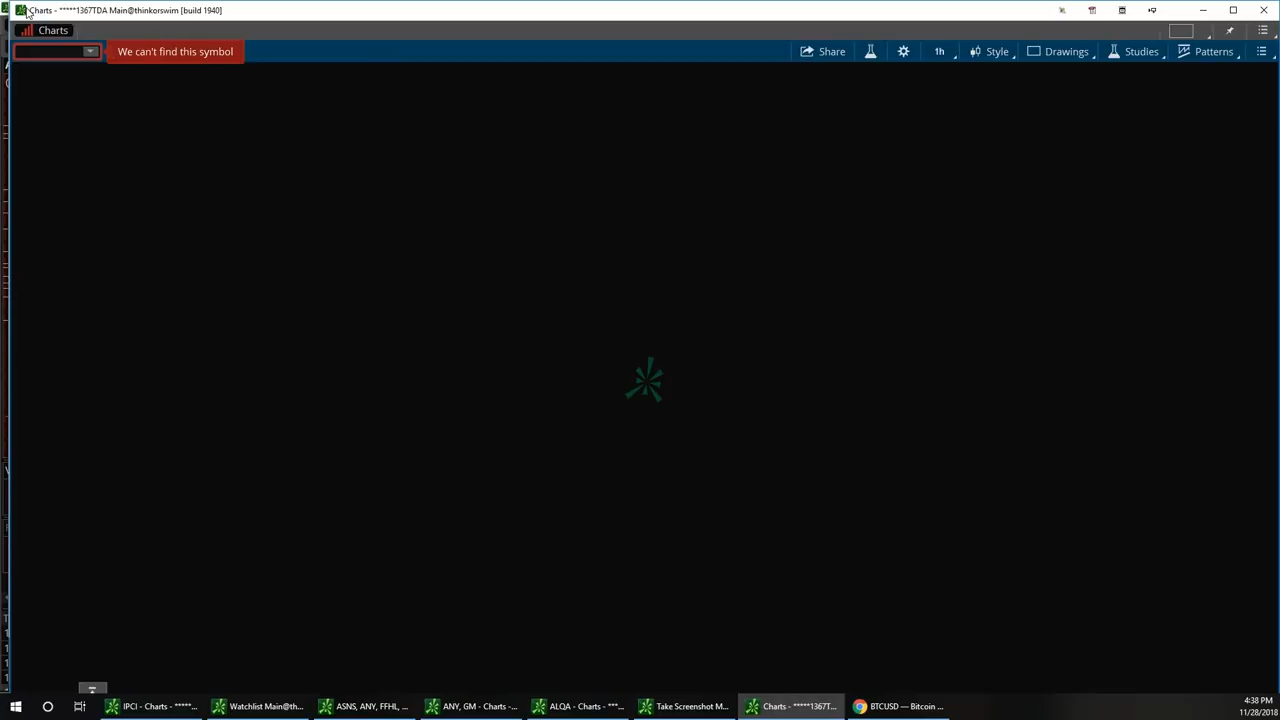 Charts - *****1367TDA Main@thinkorswim [build 1940]
Charts
We can't find this symbol
Share
1h
Style
Drawings
Studies
Patterns
IPCI - Charts - *****...
Watchlist Main@th...
ASNS, ANY, FFHL, ...
ANY, GM - Charts -...
ALQA - Charts - ***...
Take Screenshot M...
Charts - *****1367T...
BTCUSD — Bitcoin ...
4:38 PM
11/28/2018